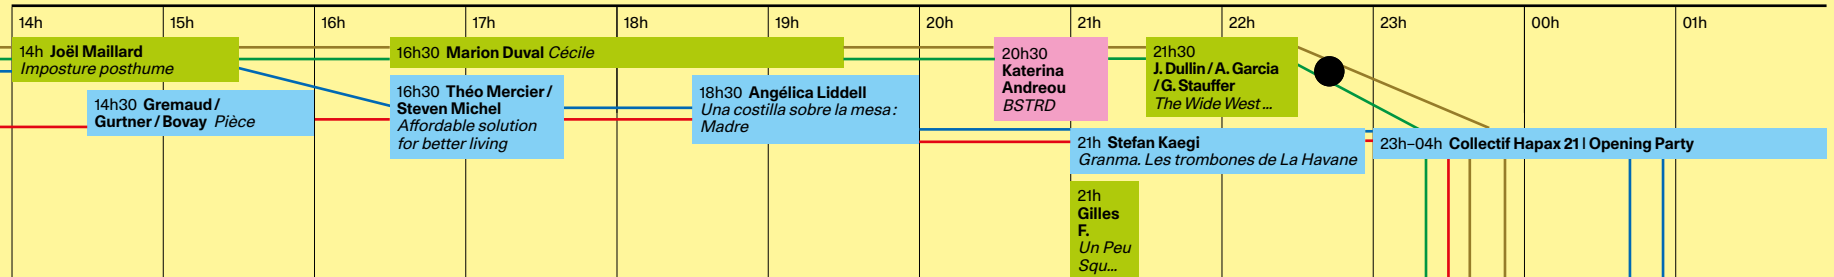 14h 15h 16h 17h 18h 19h 20h 21h 22h 23h 00h 01h
14h Joël Maillard
Imposture posthume
14h30 Gremaud /
Gurtner / Bovay Pièce
16h30 Marion Duval Cécile
16h30 Théo Mercier /
Steven Michel
Affordable solution
for better living
18h30 Angélica Liddell
Una costilla sobre la mesa :
Madre
20h30
Katerina
Andreou
BSTRD
21h30
J. Dullin / A. Garcia
/ G. Stauffer
The Wide West ...
21h Stefan Kaegi
Granma. Les trombones de La Havane
23h–04h Collectif Hapax 21 | Opening Party
21h
Gilles
F.
Un Peu
Squ...